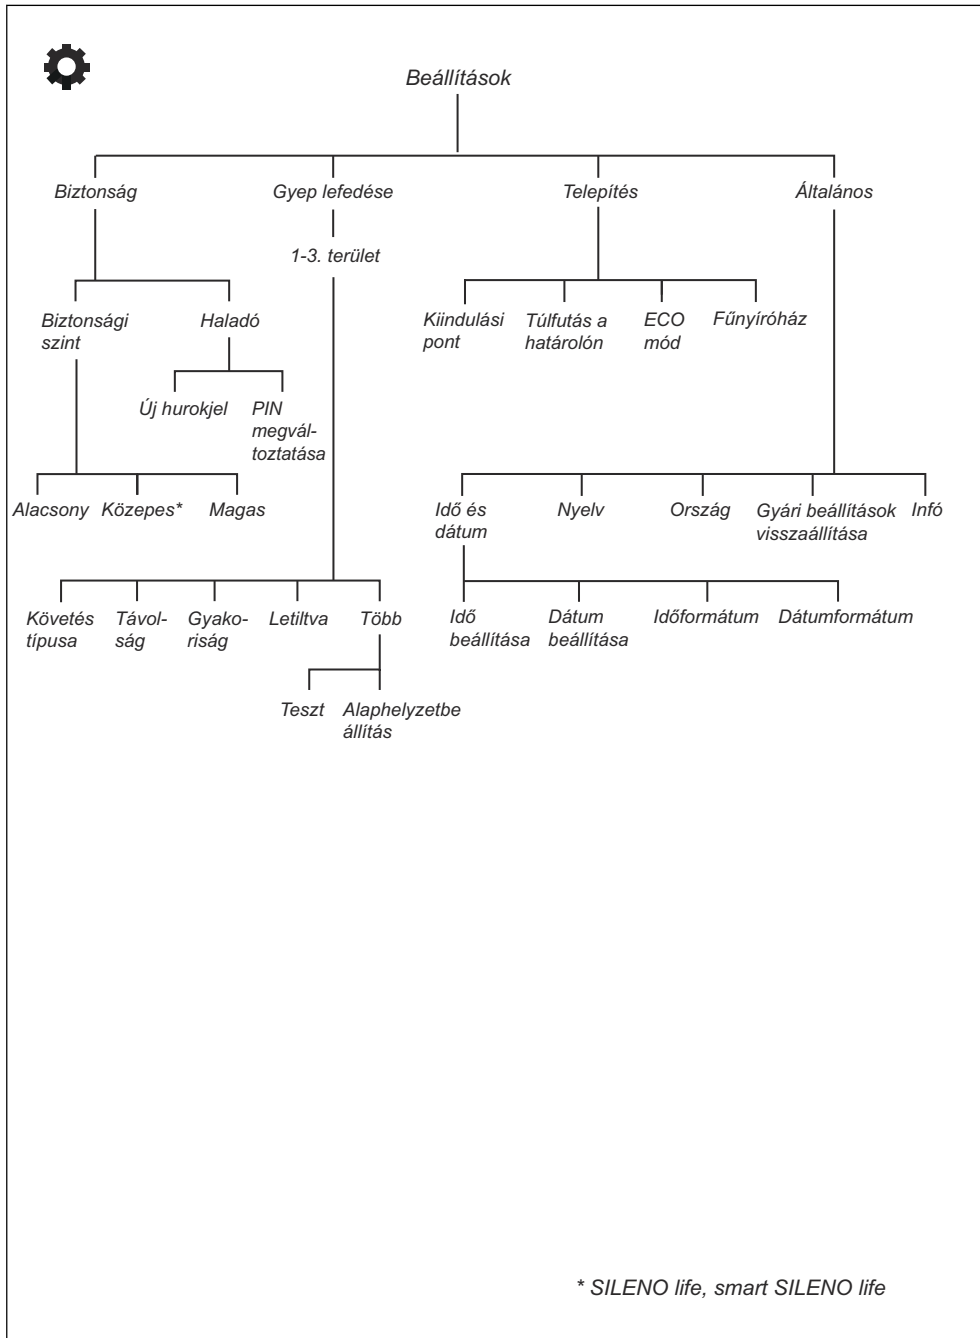 Beállítások
Biztonság
Gyep lefedése
Telepítés
Általános
1-3. terület
Biztonsági
szint
Haladó
Kiindulási
pont
Túlfutás a
határolón
ECO
mód
Fűnyíróház
Új hurokjel
PIN
megvál-
toztatása
Alacsony
Közepes*
Magas
Idő és
dátum
Nyelv
Ország
Gyári beállítások
visszaállítása
Infó
Követés
típusa
Távol-
ság
Gyako-
riság
Letiltva
Több
Idő
beállítása
Dátum
beállítása
Időformátum
Dátumformátum
Teszt
Alaphelyzetbe
állítás
* SILENO life, smart SILENO life